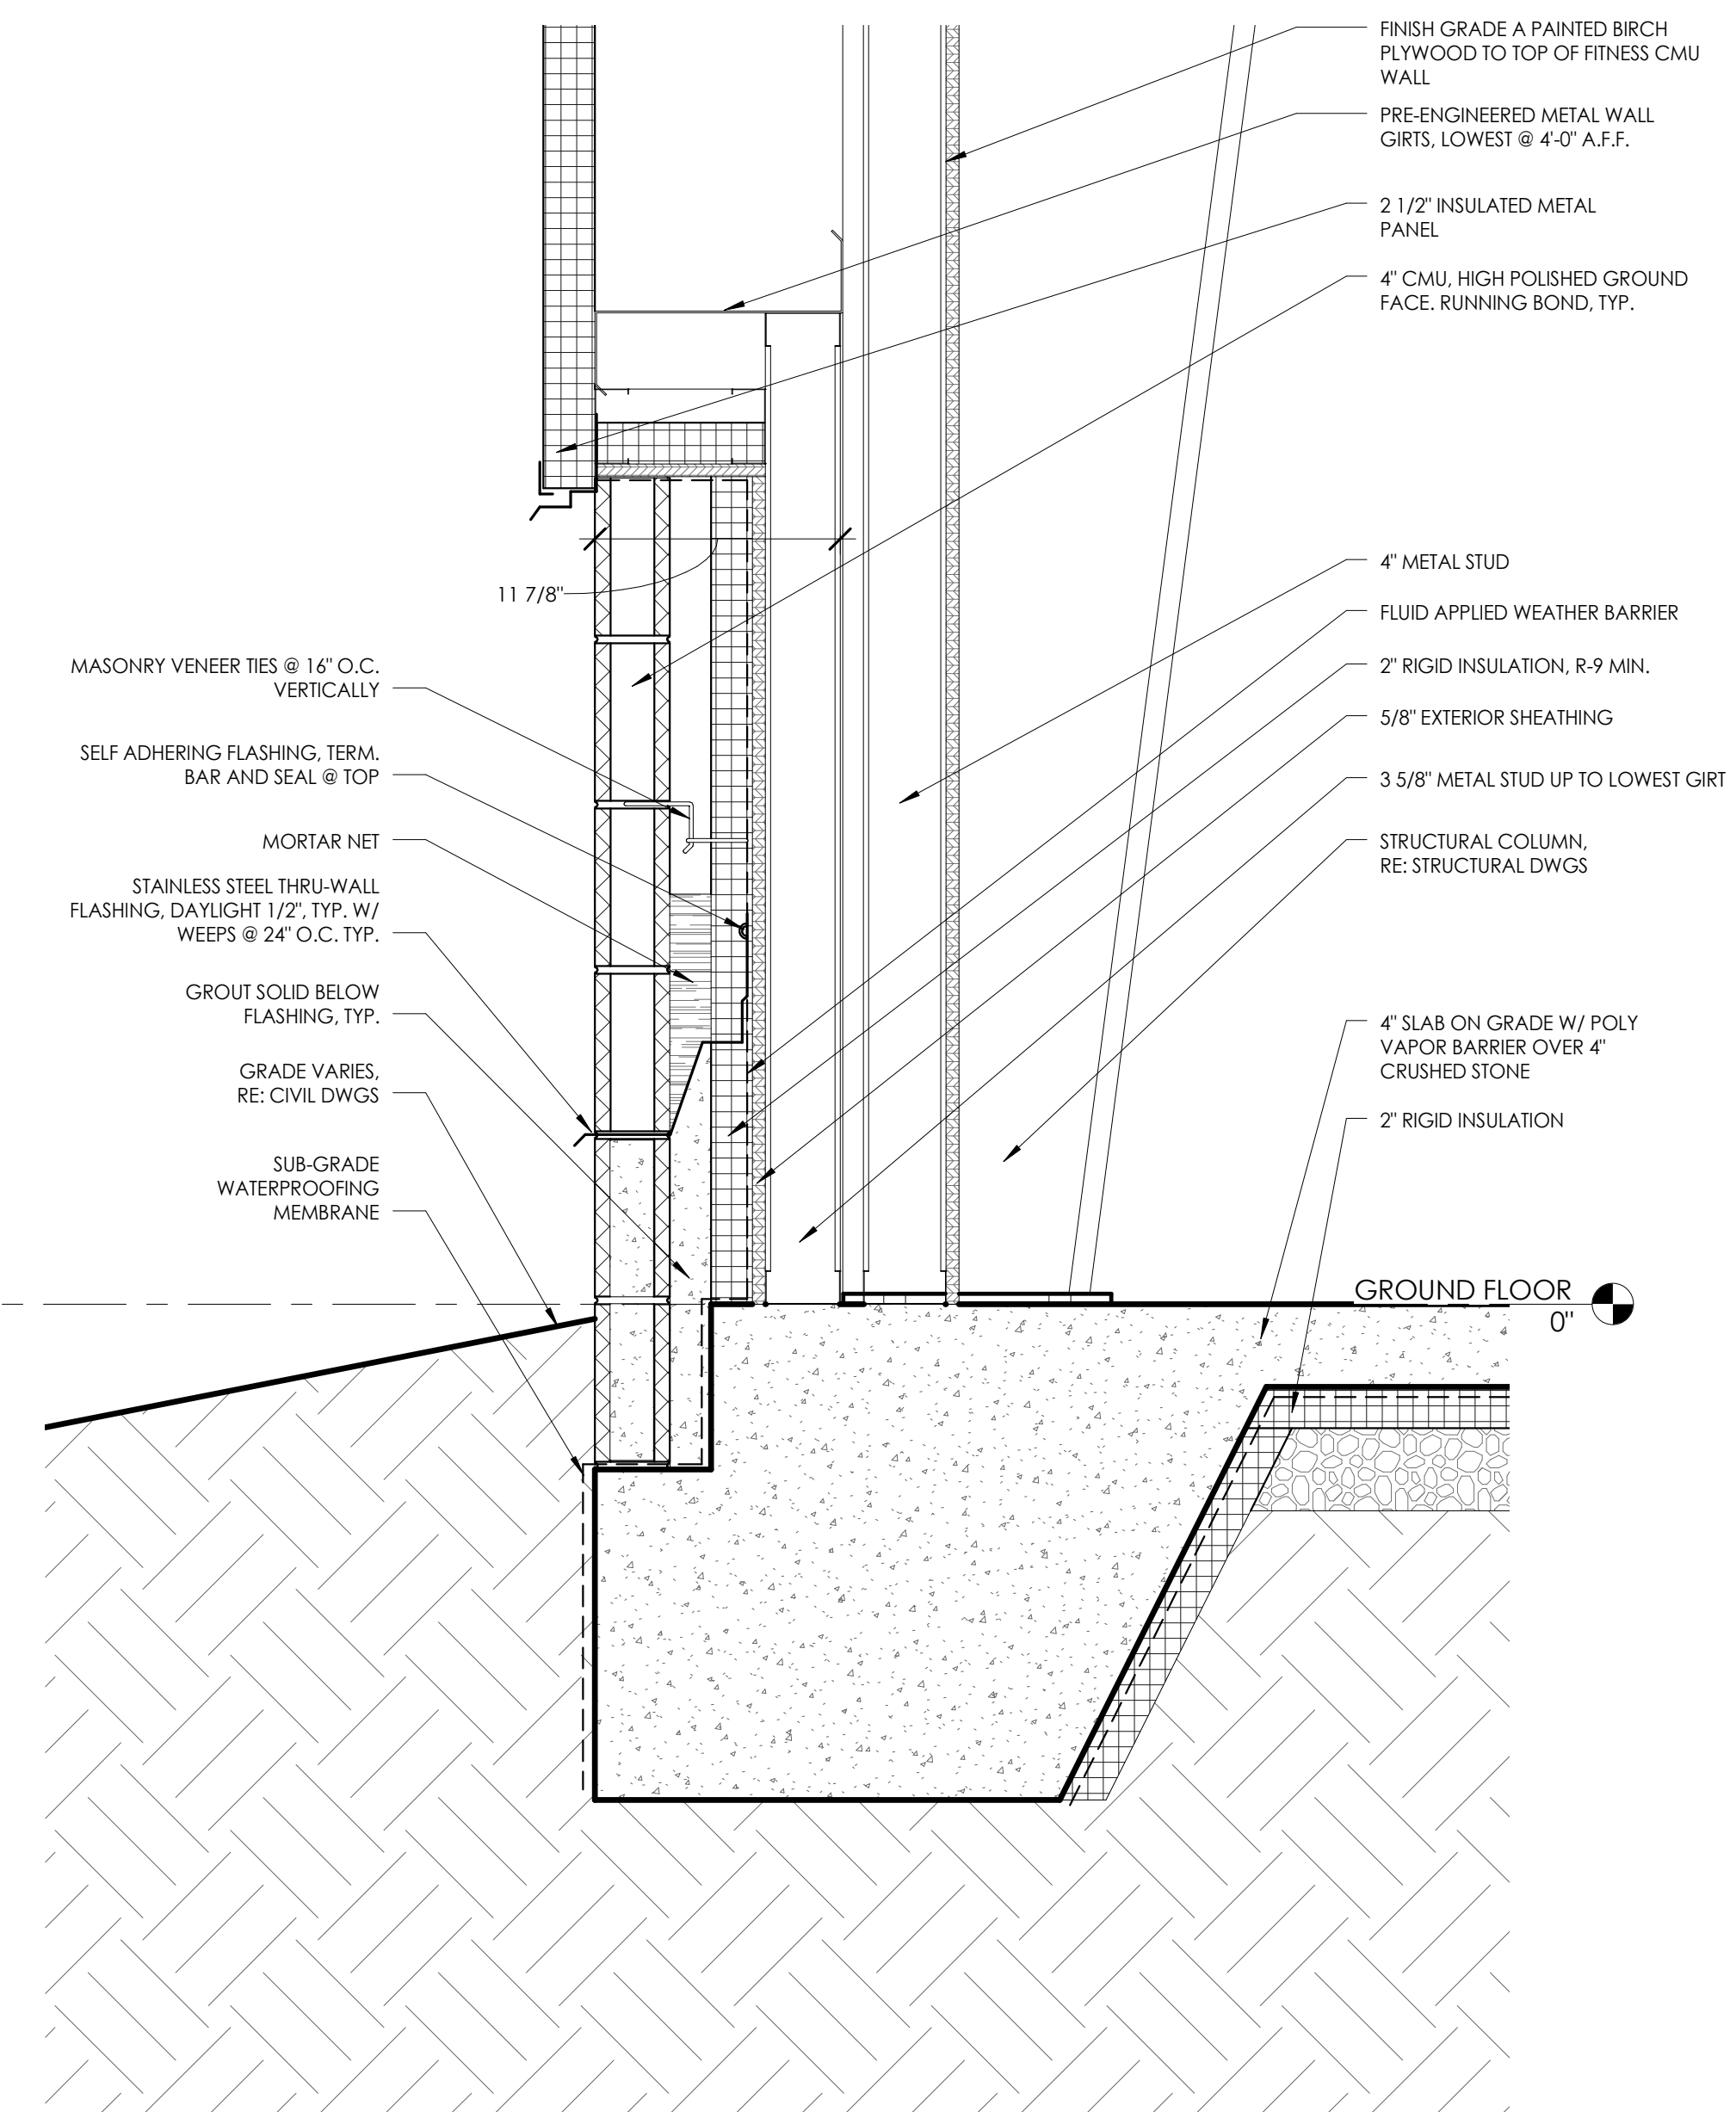 FINISH GRADE A PAINTED BIRCH
PLYWOOD TO TOP OF FITNESS CMU
WALL
PRE-ENGINEERED METAL WALL
GIRTS, LOWEST @ 4'-0" A.F.F.
2 1/2" INSULATED METAL
PANEL
4" CMU, HIGH POLISHED GROUND
FACE. RUNNING BOND, TYP.
11 7/8"
4" METAL STUD
FLUID APPLIED WEATHER BARRIER
2" RIGID INSULATION, R-9 MIN.
5/8" EXTERIOR SHEATHING
3 5/8" METAL STUD UP TO LOWEST GIRT
STRUCTURAL COLUMN,
RE: STRUCTURAL DWGS
MASONRY VENEER TIES @ 16" O.C.
VERTICALLY
SELF ADHERING FLASHING, TERM.
BAR AND SEAL @ TOP
MORTAR NET
STAINLESS STEEL THRU-WALL
FLASHING, DAYLIGHT 1/2", TYP. W/
WEEPS @ 24" O.C. TYP.
GROUT SOLID BELOW
FLASHING, TYP.
GRADE VARIES,
RE: CIVIL DWGS
SUB-GRADE
WATERPROOFING
MEMBRANE
4" SLAB ON GRADE W/ POLY
VAPOR BARRIER OVER 4"
CRUSHED STONE
2" RIGID INSULATION
GROUND FLOOR
0"